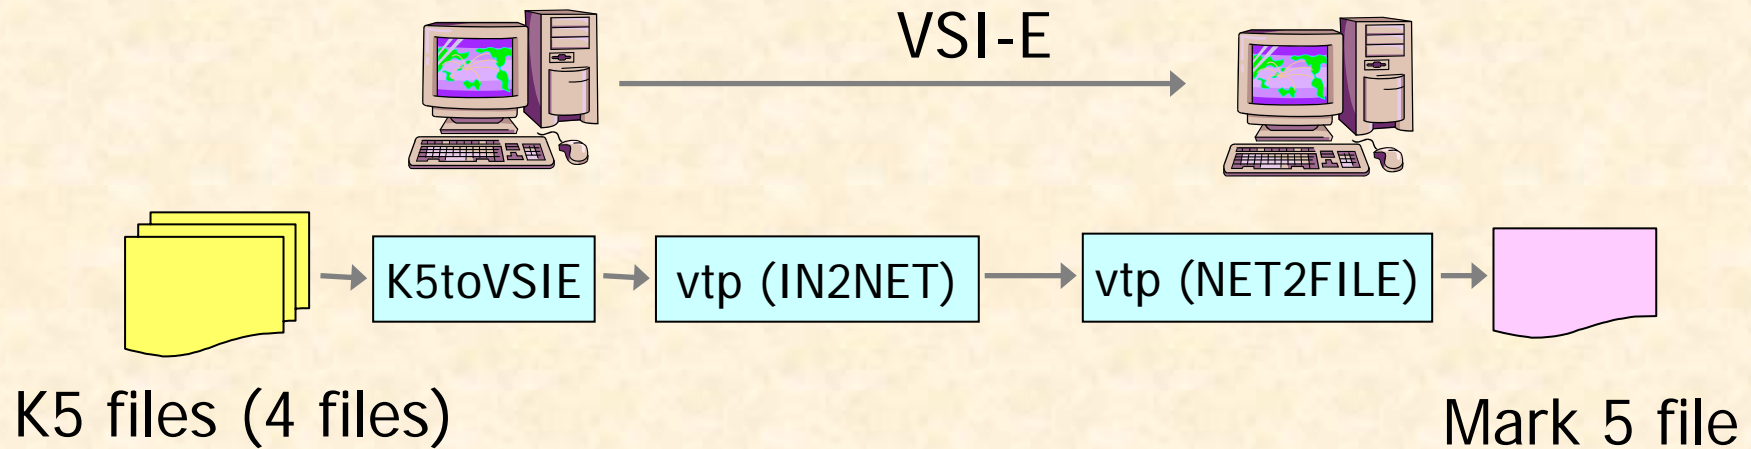 VSI-E
K5toVSIE
vtp (IN2NET)
vtp (NET2FILE)
K5 files (4 files)
Mark 5 file